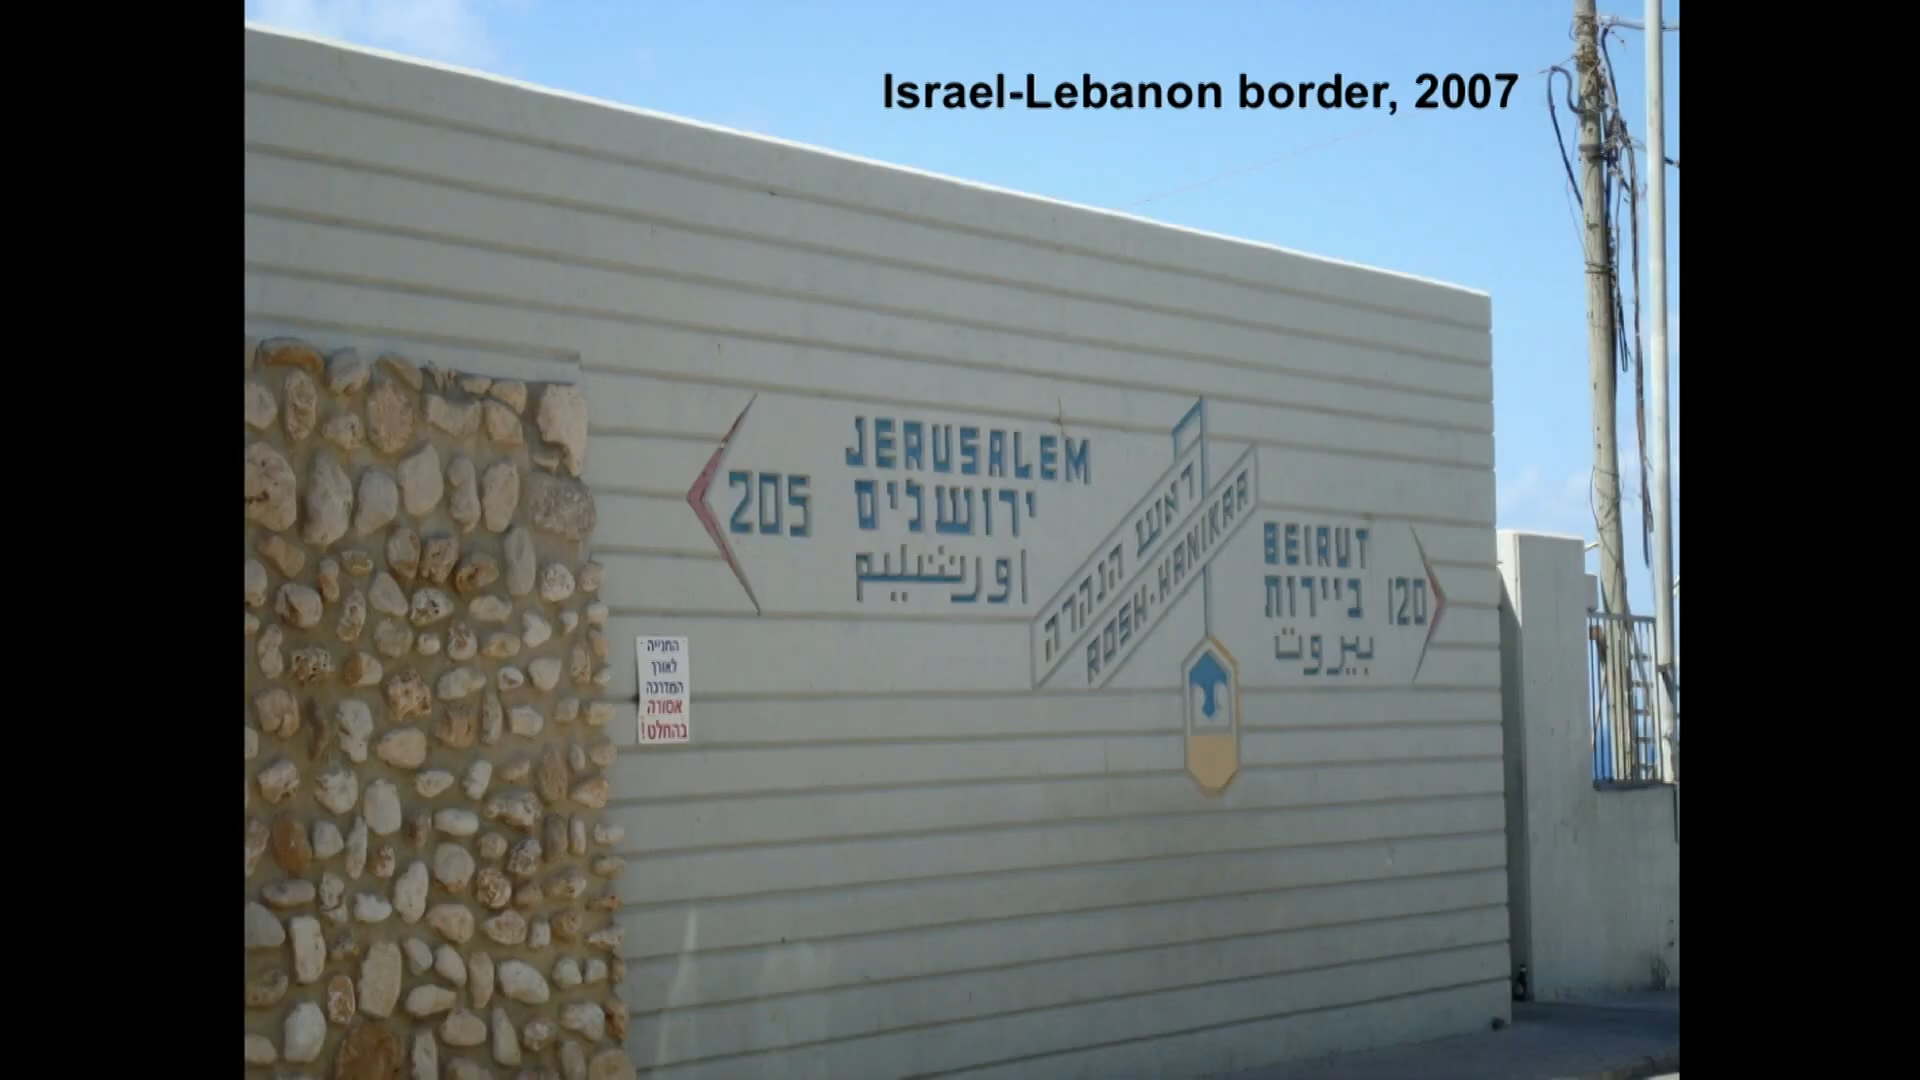 Israel-Lebanon border, 2007
205
JERUSALEM
ירושלים
اورشليم
ראש הנקרה
ROSH-HANIKRA
BEIRUT
ביירות
بيروت
120
החנייה
לאורך
המדרכה
אסורה
בהחלט!